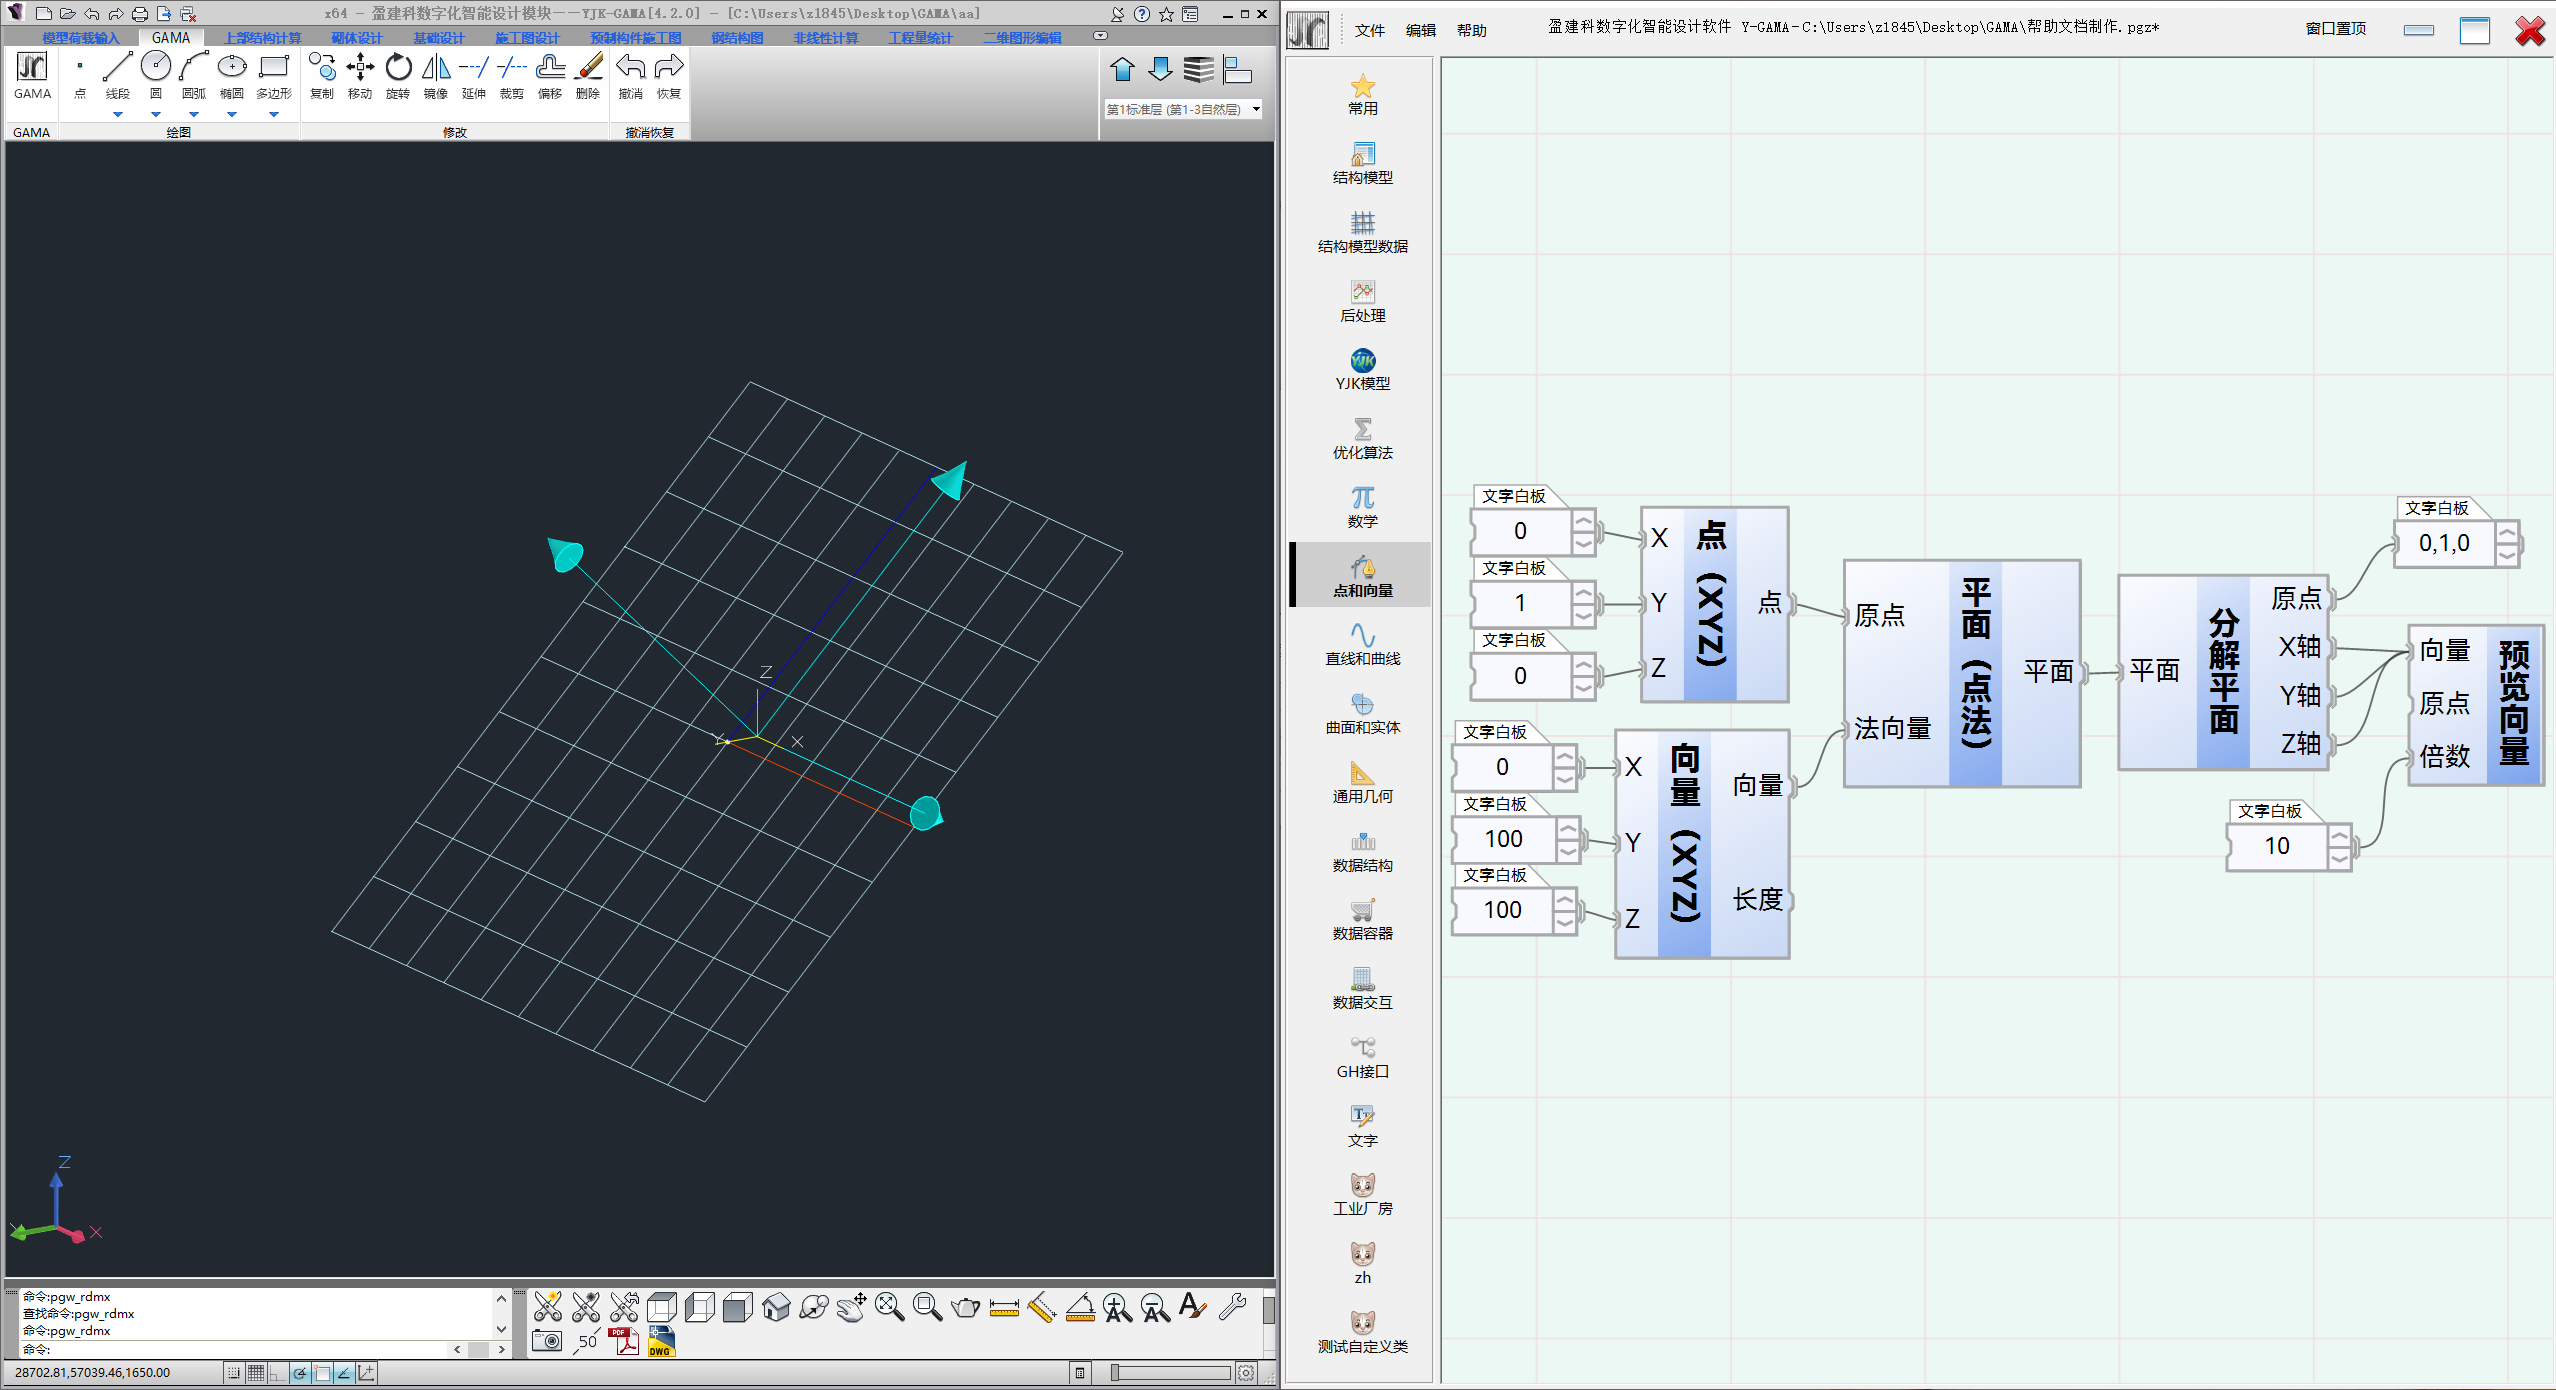 x64 - 盈建科数字化智能设计模块--YJK-GAMA[4.2.0] - [C:\Users\z1845\Desktop\GAMA\aa]
模型荷载输入 GAMA 上部结构计算 砌体设计 基础设计 施工图设计 预制构件施工图 钢结构图 非线性计算 工程量统计 二维图形编辑
GAMA 点 线段 圆 圆弧 椭圆 多边形 复制 移动 旋转 镜像 延伸 裁剪 偏移 删除 撤消 恢复
第1标准层 (第1-3自然层)
GAMA 绘图 修改 撤消恢复
Z
Y
X
Z
X
命令:pgw_rdmx
查找命令:pgw_rdmx
命令:pgw_rdmx
命令:
50
PDF
DWG
28702.81,57039.46,1650.00
文件 编辑 帮助
盈建科数字化智能设计软件 Y-GAMA-C:\Users\z1845\Desktop\GAMA\帮助文档制作.pgz*
窗口置顶
常用
结构模型
结构模型数据
后处理
YJK
YJK模型
优化算法
数学
点和向量
直线和曲线
曲面和实体
通用几何
数据结构
数据容器
数据交互
GH接口
文字
工业厂房
zh
测试自定义类
文字白板
0
文字白板
1
文字白板
0
X
Y
Z
点（XYZ）
点
文字白板
0
文字白板
100
文字白板
100
X
Y
Z
向量（XYZ）
向量
长度
原点
法向量
平面（点法）
平面
平面
分解平面
原点
X轴
Y轴
Z轴
文字白板
0,1,0
文字白板
10
向量
原点
倍数
预览向量